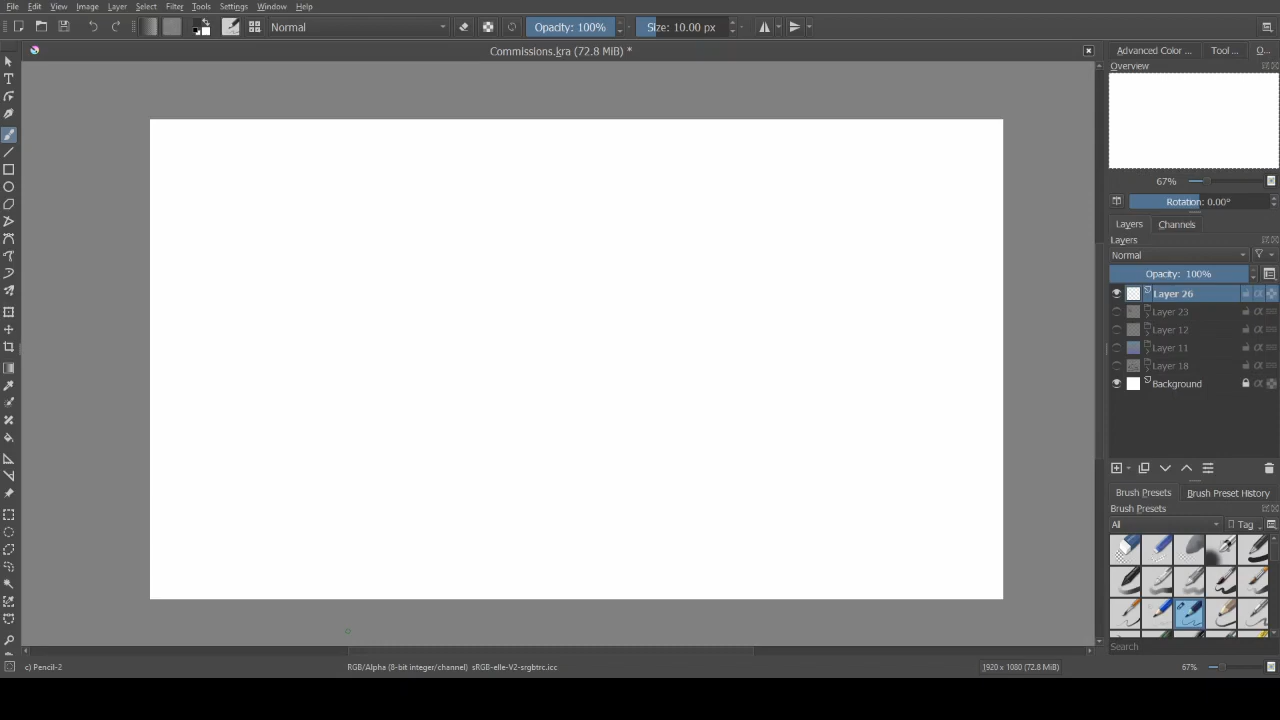 File Edit View Image Layer Select Filter Tools Settings Window Help
Normal Opacity: 100% Size: 10.00 px
Commissions.kra (72.8 MiB) *
Advanced Color ... Tool ... O...
Overview
67%
Rotation: 0.00°
Layers Channels
Layers
Normal
Opacity: 100%
Layer 26
Layer 23
Layer 12
Layer 11
Layer 18
Background
Brush Presets Brush Preset History
Brush Presets
All Tag
Search
c) Pencil-2 RGB/Alpha (8-bit integer/channel) sRGB-elle-V2-srgbtrc.icc 1920 x 1080 (72.8 MiB) 67%